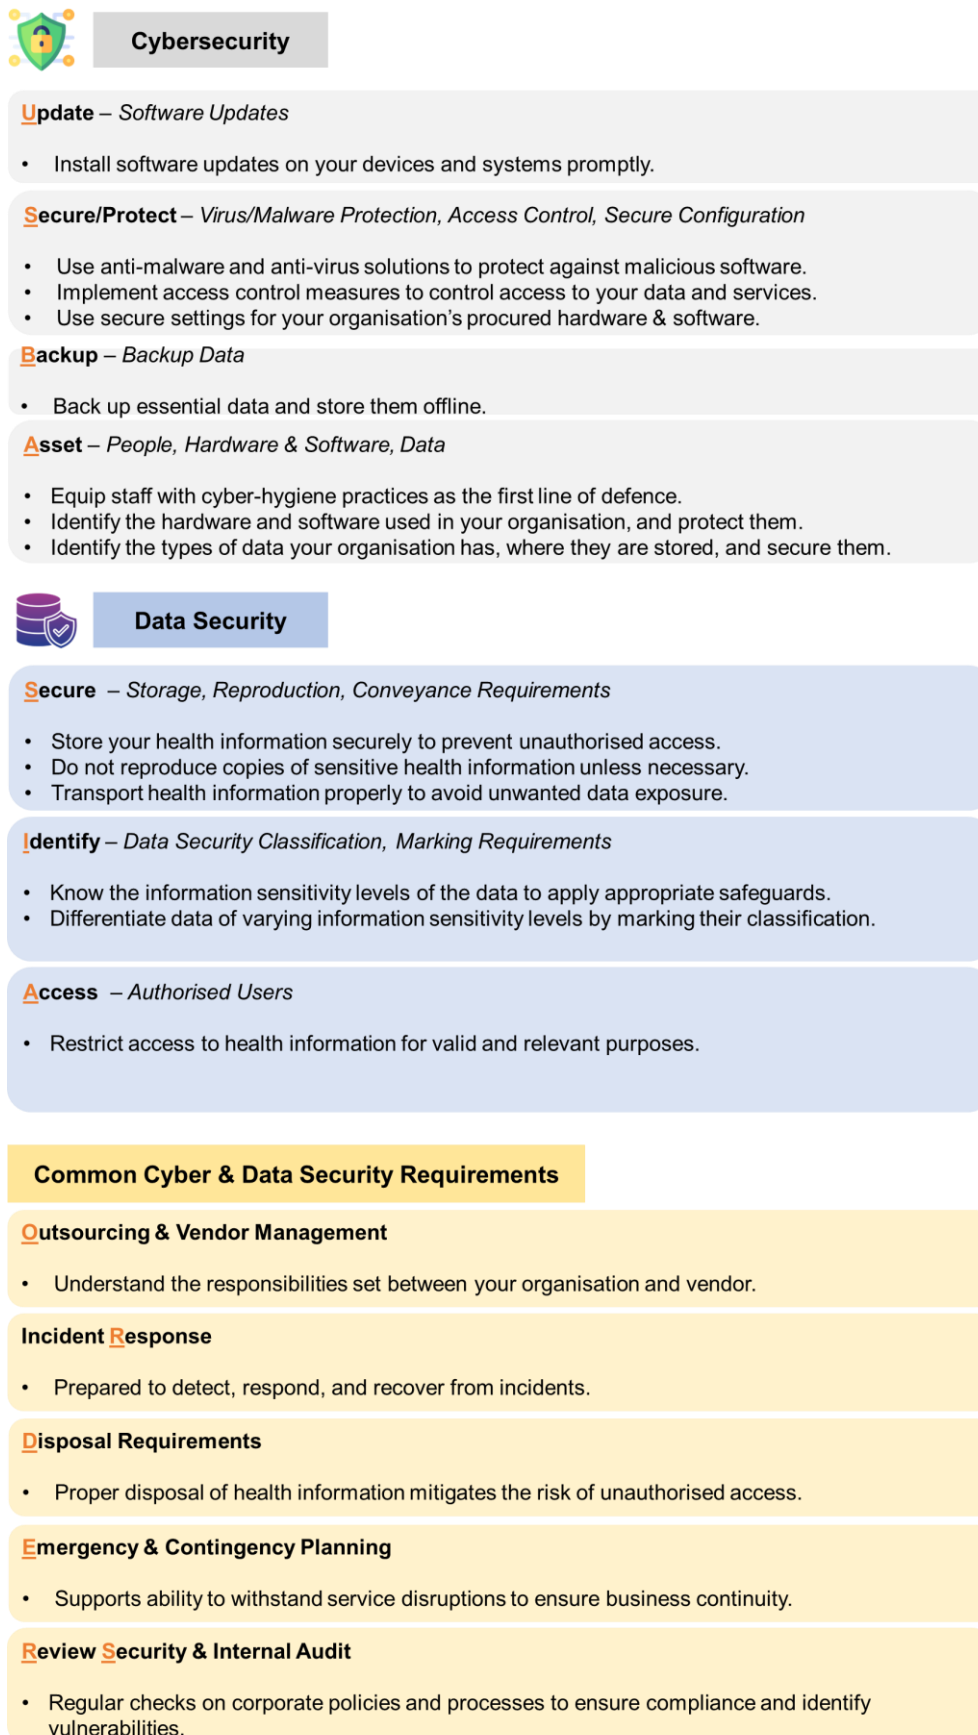 Cybersecurity
Update – Software Updates
• Install software updates on your devices and systems promptly.
Secure/Protect – Virus/Malware Protection, Access Control, Secure Configuration
• Use anti-malware and anti-virus solutions to protect against malicious software.
• Implement access control measures to control access to your data and services.
• Use secure settings for your organisation’s procured hardware & software.
Backup – Backup Data
• Back up essential data and store them offline.
Asset – People, Hardware & Software, Data
• Equip staff with cyber-hygiene practices as the first line of defence.
• Identify the hardware and software used in your organisation, and protect them.
• Identify the types of data your organisation has, where they are stored, and secure them.
Data Security
Secure – Storage, Reproduction, Conveyance Requirements
• Store your health information securely to prevent unauthorised access.
• Do not reproduce copies of sensitive health information unless necessary.
• Transport health information properly to avoid unwanted data exposure.
Identify – Data Security Classification, Marking Requirements
• Know the information sensitivity levels of the data to apply appropriate safeguards.
• Differentiate data of varying information sensitivity levels by marking their classification.
Access – Authorised Users
• Restrict access to health information for valid and relevant purposes.
Common Cyber & Data Security Requirements
Outsourcing & Vendor Management
• Understand the responsibilities set between your organisation and vendor.
Incident Response
• Prepared to detect, respond, and recover from incidents.
Disposal Requirements
• Proper disposal of health information mitigates the risk of unauthorised access.
Emergency & Contingency Planning
• Supports ability to withstand service disruptions to ensure business continuity.
Review Security & Internal Audit
• Regular checks on corporate policies and processes to ensure compliance and identify
vulnerabilities.